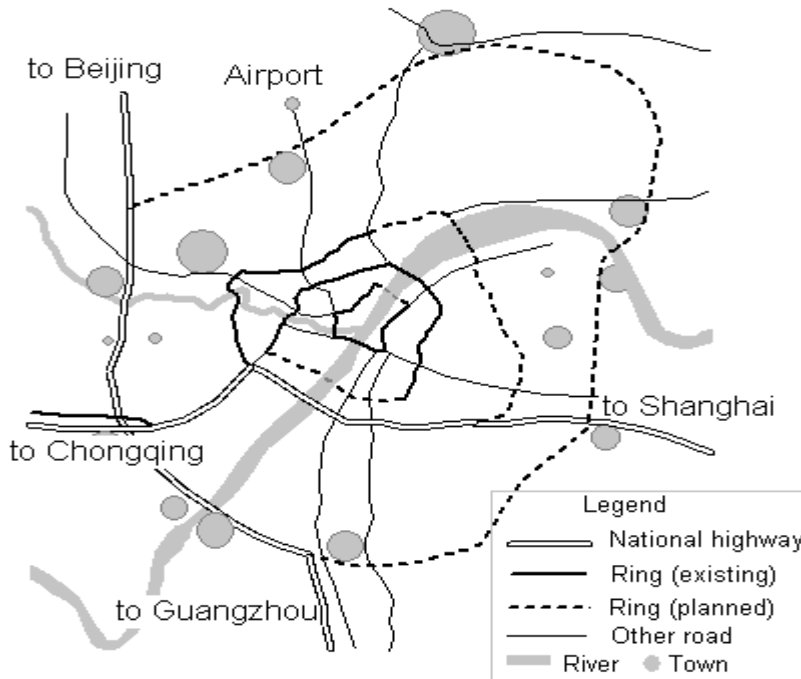 to Beijing
Airport
to Shanghai
to Chongqing
to Guangzhou
Legend
National highway
Ring (existing)
Ring (planned)
Other road
River Town